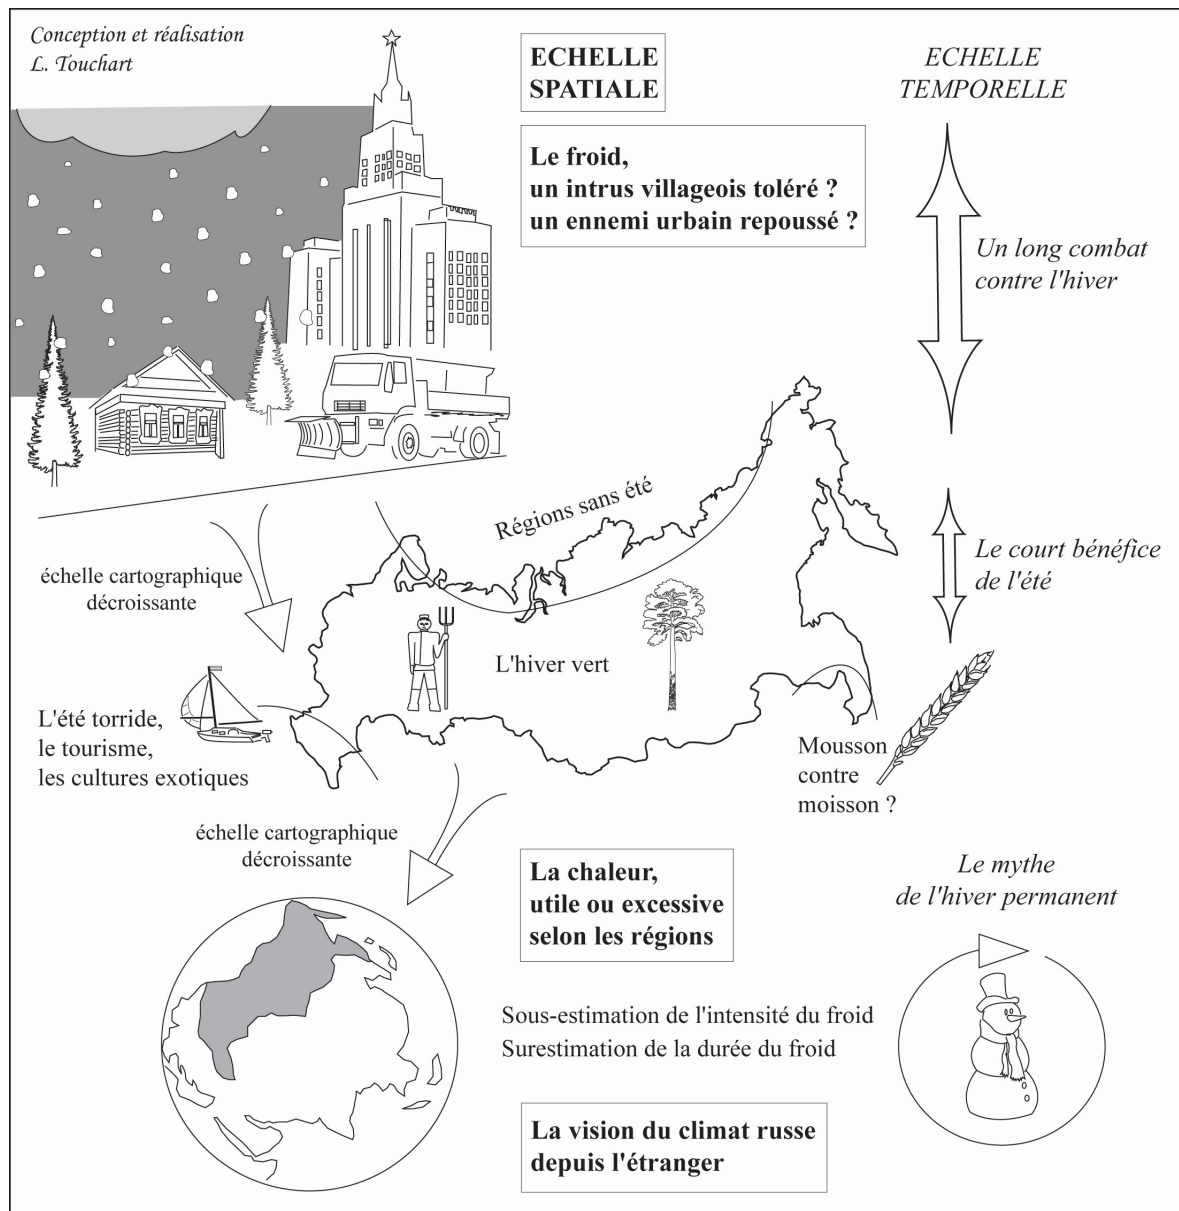 Conception et réalisation
L. Touchart
ECHELLE
SPATIALE
ECHELLE
TEMPORELLE
Le froid,
un intrus villageois toléré ?
un ennemi urbain repoussé ?
Un long combat
contre l'hiver
Régions sans été
échelle cartographique
décroissante
Le court bénéfice
de l'été
L'hiver vert
L'été torride,
le tourisme,
les cultures exotiques
Mousson
contre
moisson ?
échelle cartographique
décroissante
La chaleur,
utile ou excessive
selon les régions
Le mythe
de l'hiver permanent
Sous-estimation de l'intensité du froid
Surestimation de la durée du froid
La vision du climat russe
depuis l'étranger